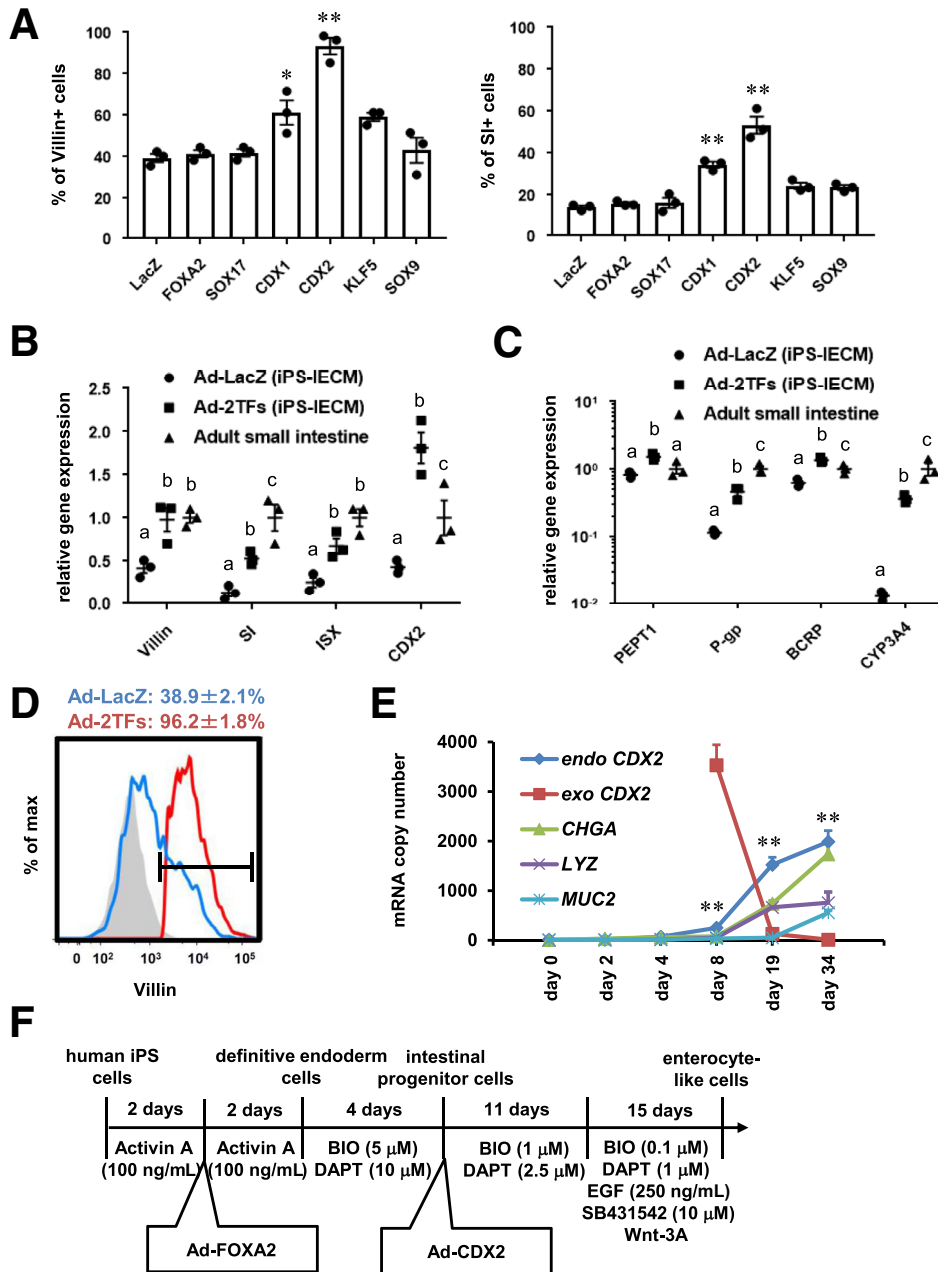 A
% of Villin+ cells
100
80
60
40
20
0
*
**
LacZ
FOXA2
SOX17
CDX1
CDX2
KLF5
SOX9
% of SI+ cells
100
80
60
40
20
0
**
**
LacZ
FOXA2
SOX17
CDX1
CDX2
KLF5
SOX9
B
Ad-LacZ (iPS-IECM)
Ad-2TFs (iPS-IECM)
Adult small intestine
relative gene expression
2.5
2.0
1.5
1.0
0.5
0.0
a b b
a b c
a b b
a b c
Villin
SI
ISX
CDX2
C
Ad-LacZ (iPS-IECM)
Ad-2TFs (iPS-IECM)
Adult small intestine
relative gene expression
10¹
10⁰
10⁻¹
10⁻²
a b a
a b c
a b c
a b c
PEPT1
P-gp
BCRP
CYP3A4
D
Ad-LacZ: 38.9±2.1%
Ad-2TFs: 96.2±1.8%
% of max
0 10² 10³ 10⁴ 10⁵
Villin
E
mRNA copy number
4000
3000
2000
1000
0
endo CDX2
exo CDX2
CHGA
LYZ
MUC2
**
**
**
day 0
day 2
day 4
day 8
day 19
day 34
F
human iPS
cells
definitive endoderm
cells
intestinal
progenitor cells
enterocyte-
like cells
2 days
2 days
4 days
11 days
15 days
Activin A
(100 ng/mL)
Activin A
(100 ng/mL)
BIO (5 μM)
DAPT (10 μM)
BIO (1 μM)
DAPT (2.5 μM)
BIO (0.1 μM)
DAPT (1 μM)
EGF (250 ng/mL)
SB431542 (10 μM)
Wnt-3A
Ad-FOXA2
Ad-CDX2